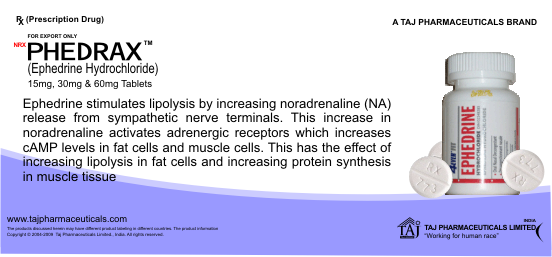 ℞ (Prescription Drug)
A TAJ PHARMACEUTICALS BRAND
FOR EXPORT ONLY
NRX PHEDRAX™
(Ephedrine Hydrochloride)
15mg, 30mg & 60mg Tablets
Ephedrine stimulates lipolysis by increasing noradrenaline (NA)
release from sympathetic nerve terminals. This increase in
noradrenaline activates adrenergic receptors which increases
cAMP levels in fat cells and muscle cells. This has the effect of
increasing lipolysis in fat cells and increasing protein synthesis
in muscle tissue
EPHEDRINE
HYDROCHLORIDE
www.tajpharmaceuticals.com
The products discussed herein may have different product labeling in different countries. The product information
Copyright © 2004-2009 Taj Pharmaceuticals Limited., India. All rights reserved.
TAJ
INDIA
TAJ PHARMACEUTICALS LIMITED
"Working for human race"